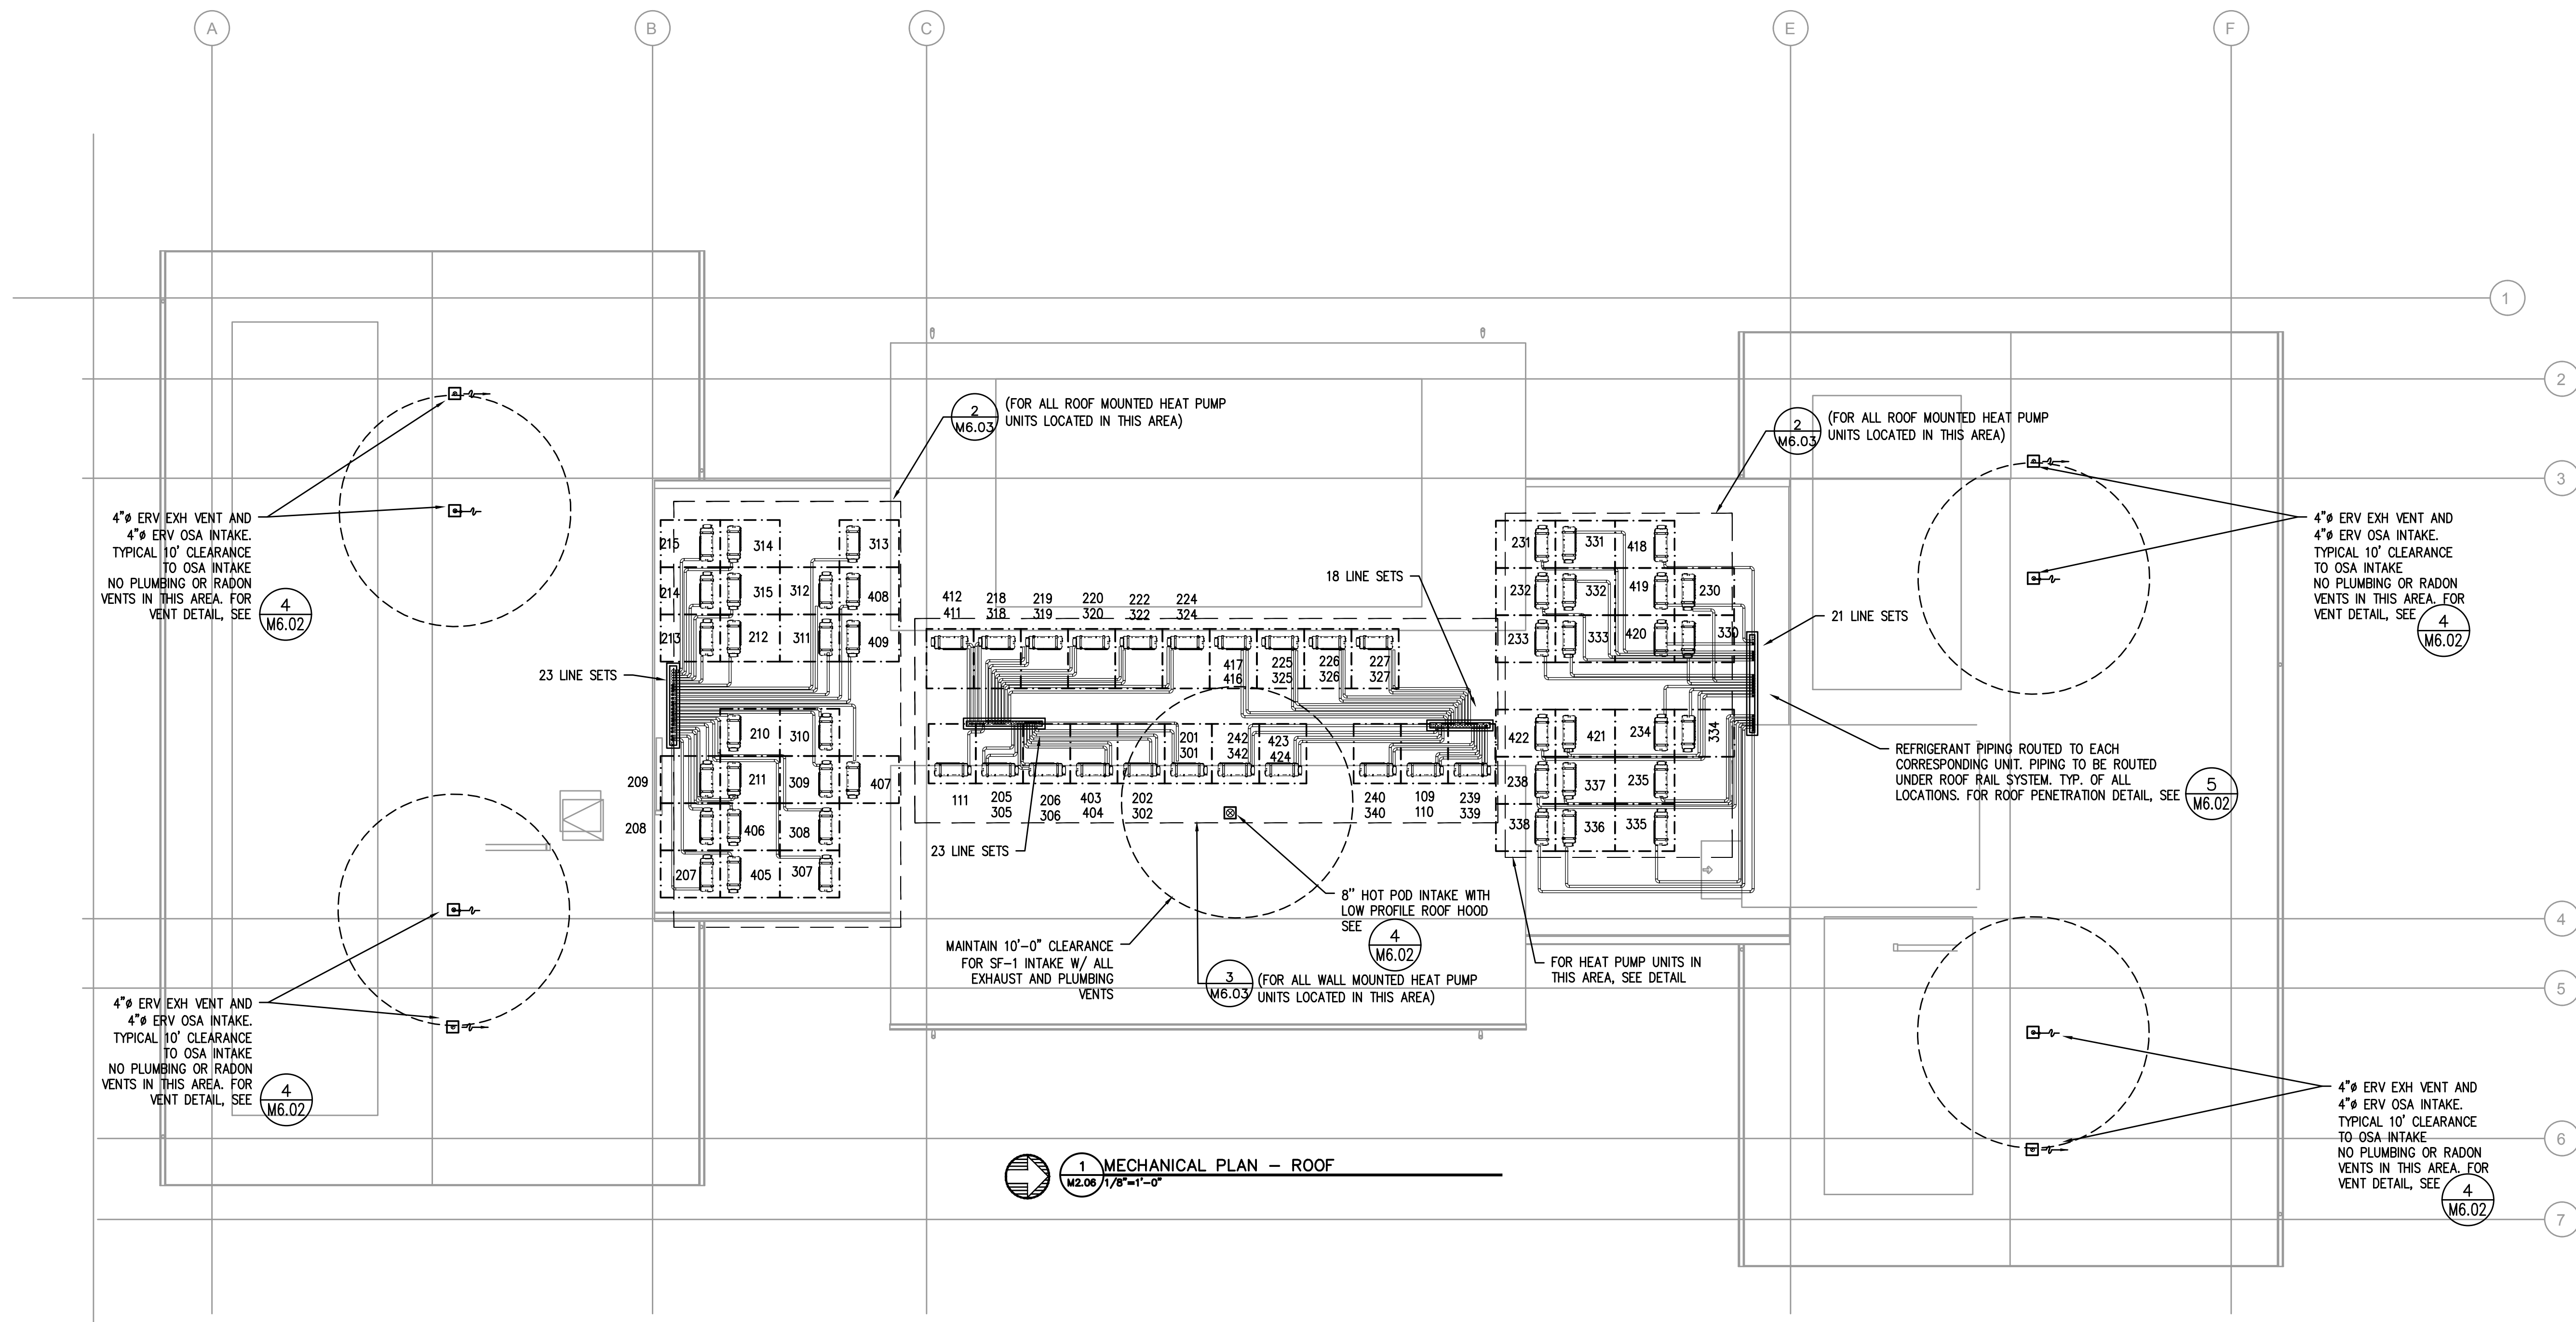 A
B
C
E
F
1
2
3
4
5
6
7
2
M6.03
(FOR ALL ROOF MOUNTED HEAT PUMP
UNITS LOCATED IN THIS AREA)
2
M6.03
(FOR ALL ROOF MOUNTED HEAT PUMP
UNITS LOCATED IN THIS AREA)
4"ø ERV EXH VENT AND
4"ø ERV OSA INTAKE.
TYPICAL 10' CLEARANCE
TO OSA INTAKE
NO PLUMBING OR RADON
VENTS IN THIS AREA. FOR
VENT DETAIL, SEE
4
M6.02
4"ø ERV EXH VENT AND
4"ø ERV OSA INTAKE.
TYPICAL 10' CLEARANCE
TO OSA INTAKE
NO PLUMBING OR RADON
VENTS IN THIS AREA. FOR
VENT DETAIL, SEE
4
M6.02
215 314 313
214 315 312 408
213 212 311 409
23 LINE SETS
210 310
209 211 309 407
208 406 308
207 405 307
18 LINE SETS
412 218 219 220 222 224
411 318 319 320 322 324
417 225 226 227
416 325 326 327
201 242 423
301 342 424
111 205 206 403 202 240 109 239
305 306 404 302 340 110 339
23 LINE SETS
231 331 418
232 332 419 230
233 333 420 330
21 LINE SETS
422 421 234 334
238 337 235
338 336 335
REFRIGERANT PIPING ROUTED TO EACH
CORRESPONDING UNIT. PIPING TO BE ROUTED
UNDER ROOF RAIL SYSTEM. TYP. OF ALL
LOCATIONS. FOR ROOF PENETRATION DETAIL, SEE
5
M6.02
8" HOT POD INTAKE WITH
LOW PROFILE ROOF HOOD
SEE
4
M6.02
MAINTAIN 10'-0" CLEARANCE
FOR SF-1 INTAKE W/ ALL
EXHAUST AND PLUMBING
VENTS
3
M6.03
(FOR ALL WALL MOUNTED HEAT PUMP
UNITS LOCATED IN THIS AREA)
FOR HEAT PUMP UNITS IN
THIS AREA, SEE DETAIL
4"ø ERV EXH VENT AND
4"ø ERV OSA INTAKE.
TYPICAL 10' CLEARANCE
TO OSA INTAKE
NO PLUMBING OR RADON
VENTS IN THIS AREA. FOR
VENT DETAIL, SEE
4
M6.02
4"ø ERV EXH VENT AND
4"ø ERV OSA INTAKE.
TYPICAL 10' CLEARANCE
TO OSA INTAKE
NO PLUMBING OR RADON
VENTS IN THIS AREA. FOR
VENT DETAIL, SEE
4
M6.02
1
M2.06
MECHANICAL PLAN - ROOF
1/8"=1'-0"